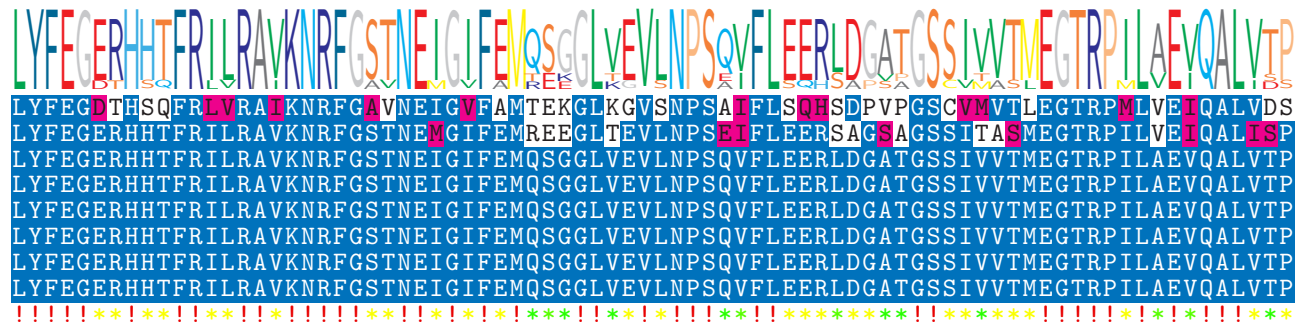 LYFEGERHHTFRILRAVKNRFGSTNEIGIFEMQSGGLVEVLNPSQVFLEERLDGATGSSIVVTMEGTRPILAEVQALVTP
LYFEGDTHSQFRLVRAIKNRFGAVNEIGVFAMTEKGLKGVSNPSAIFLSQHSDPVPGSCVMVTLEGTRPMLVEIQALVDS
LYFEGERHHTFRILRAVKNRFGSTNEMGIFEMREEGLTEVLNPSEIFLEERSAGSAGSSITASMEGTRPILVEIQALISP
LYFEGERHHTFRILRAVKNRFGSTNEIGIFEMQSGGLVEVLNPSQVFLEERLDGATGSSIVVTMEGTRPILAEVQALVTP
LYFEGERHHTFRILRAVKNRFGSTNEIGIFEMQSGGLVEVLNPSQVFLEERLDGATGSSIVVTMEGTRPILAEVQALVTP
LYFEGERHHTFRILRAVKNRFGSTNEIGIFEMQSGGLVEVLNPSQVFLEERLDGATGSSIVVTMEGTRPILAEVQALVTP
LYFEGERHHTFRILRAVKNRFGSTNEIGIFEMQSGGLVEVLNPSQVFLEERLDGATGSSIVVTMEGTRPILAEVQALVTP
LYFEGERHHTFRILRAVKNRFGSTNEIGIFEMQSGGLVEVLNPSQVFLEERLDGATGSSIVVTMEGTRPILAEVQALVTP
LYFEGERHHTFRILRAVKNRFGSTNEIGIFEMQSGGLVEVLNPSQVFLEERLDGATGSSIVVTMEGTRPILAEVQALVTP
!!!!!**!**!!**!!*!!!!!**!!*!*!*!***!!**!*!!!**!!********!!******!!!!!*!*!*!!!***